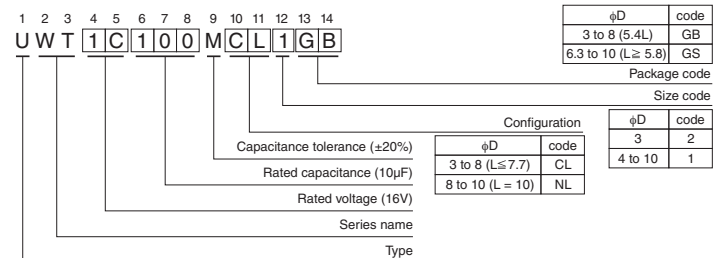 1 2 3 4 5 6 7 8 9 10 11 12 13 14
U W T 1 C 1 0 0 M C L 1 G B
ϕD code
3 to 8 (5.4L) GB
6.3 to 10 (L≧ 5.8) GS
Package code
Size code
ϕD code
3 2
4 to 10 1
Configuration
ϕD code
3 to 8 (L≦7.7) CL
8 to 10 (L = 10) NL
Capacitance tolerance (±20%)
Rated capacitance (10µF)
Rated voltage (16V)
Series name
Type